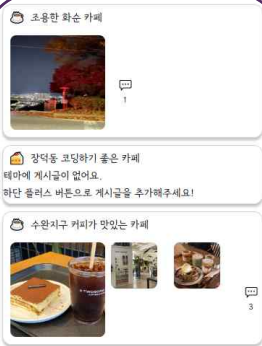 조용한 화순 카페
1
장덕동 코딩하기 좋은 카페
테마에 게시글이 없어요.
하단 플러스 버튼으로 게시글을 추가해주세요!
수완지구 커피가 맛있는 카페
3